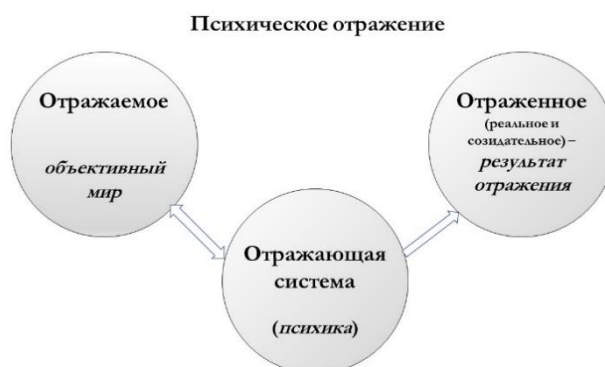 Психическое отражение
Отражаемое
объективный
мир
Отраженное
(реальное и
созидательное) –
результат
отражения
Отражающая
система
(психика)